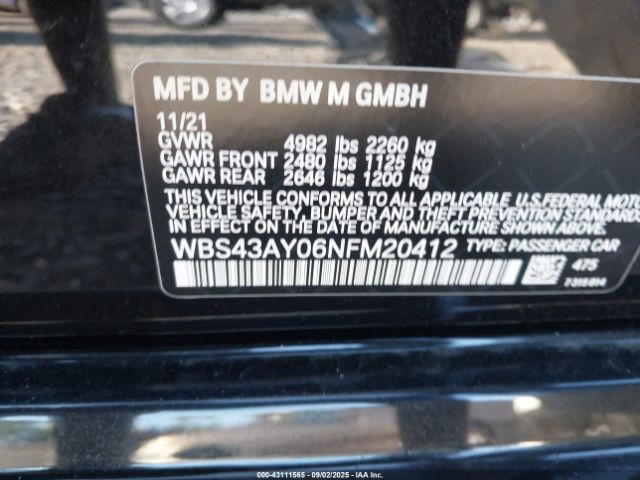 MFD BY BMW M GMBH
11/21
GVWR 4982 lbs 2260 kg
GAWR FRONT 2480 lbs 1125 kg
GAWR REAR 2646 lbs 1200 kg
THIS VEHICLE CONFORMS TO ALL APPLICABLE U.S.FEDERAL MOTOR
VEHICLE SAFETY, BUMPER AND THEFT PREVENTION STANDARDS
IN EFFECT ON THE DATE OF MANUFACTURE SHOWN ABOVE.
WBS43AY06NFM20412 TYPE: PASSENGER CAR
475
000-43111565 - 09/02/2025 - IAA Inc.